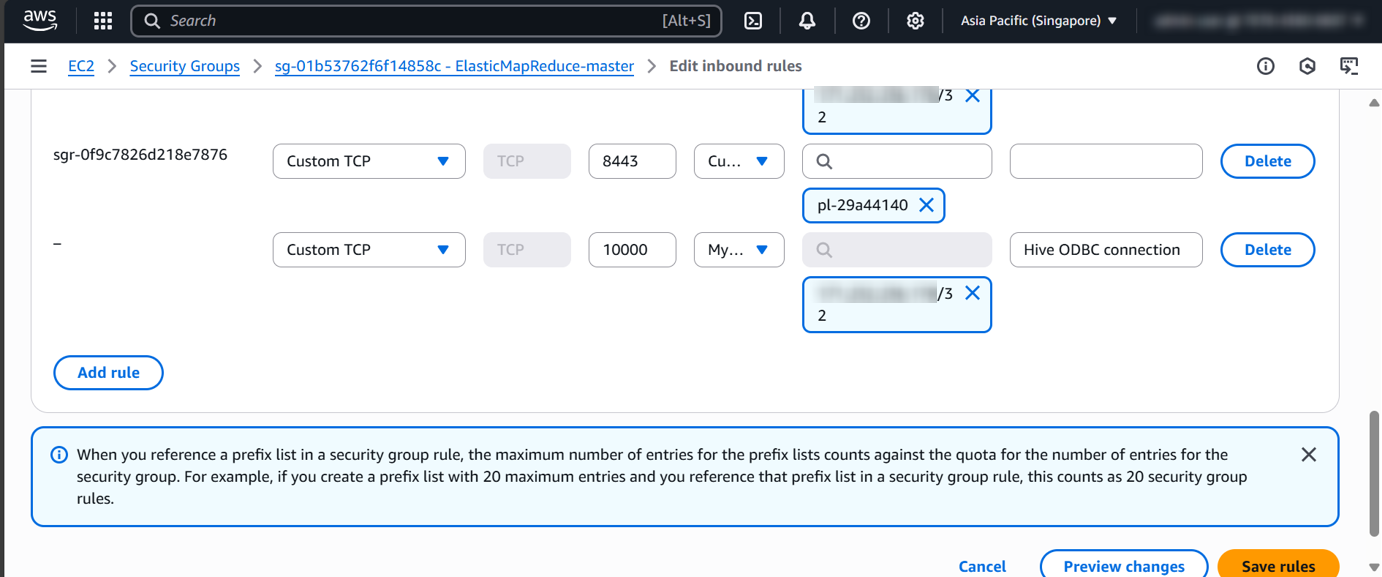 aws Search [Alt+S] Asia Pacific (Singapore)
EC2 Security Groups sg-01b53762f6f14858c - ElasticMapReduce-master Edit inbound rules
/3
2
sgr-0f9c7826d218e7876 Custom TCP TCP 8443 Cu... Delete
pl-29a44140
– Custom TCP TCP 10000 My... Hive ODBC connection Delete
/3
2
Add rule
When you reference a prefix list in a security group rule, the maximum number of entries for the prefix lists counts against the quota for the number of entries for the
security group. For example, if you create a prefix list with 20 maximum entries and you reference that prefix list in a security group rule, this counts as 20 security group
rules.
Cancel Preview changes Save rules